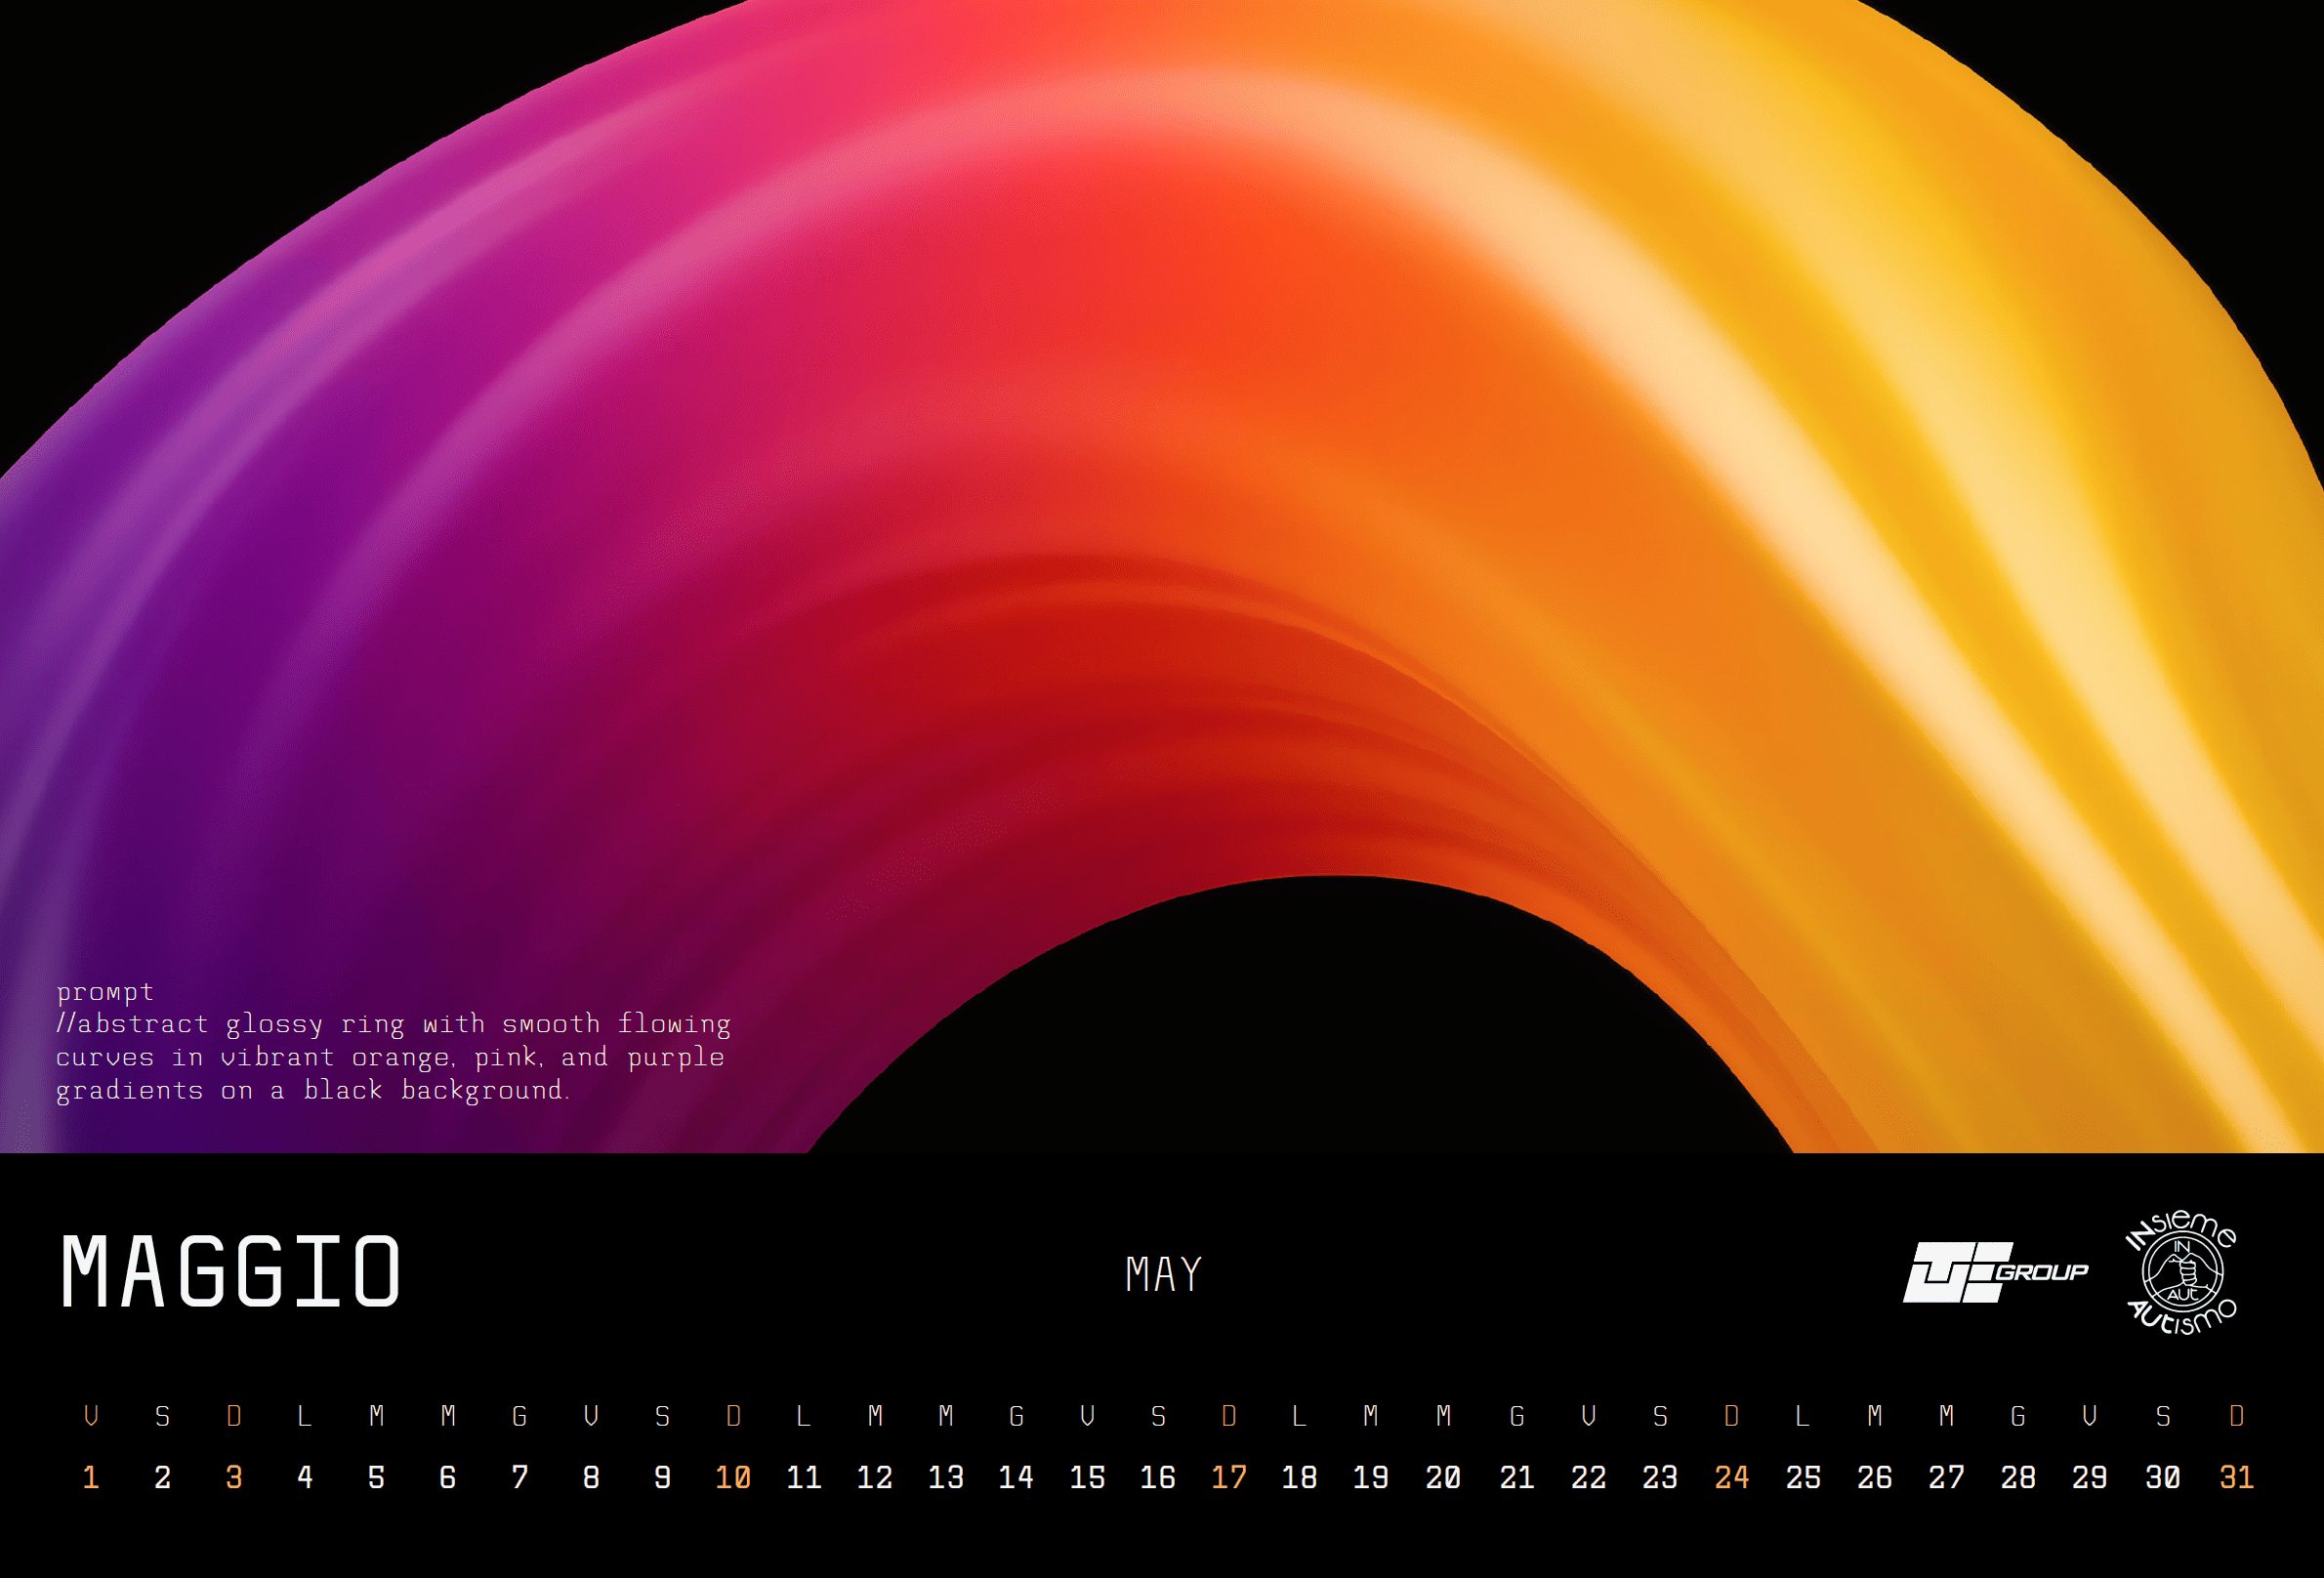 prompt
//abstract glossy ring with smooth flowing
curves in vibrant orange, pink, and purple
gradients on a black background.
MAGGIO
MAY
GROUP
INsieme
IN
AUt
AUtismo
V S D L M M G V S D L M M G V S D L M M G V S D L M M G V S D
1 2 3 4 5 6 7 8 9 10 11 12 13 14 15 16 17 18 19 20 21 22 23 24 25 26 27 28 29 30 31